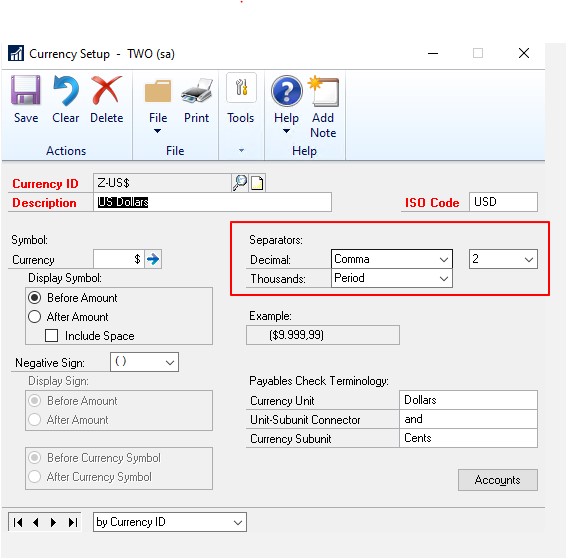 Currency Setup - TWO (sa)
Save Clear Delete File Print Tools Help Add Note
Actions File Help
Currency ID Z-US$
Description US Dollars ISO Code USD
Symbol: Separators:
Currency $ Decimal: Comma 2
Display Symbol: Thousands: Period
Before Amount
After Amount Example:
Include Space ($9.999,99)
Negative Sign: ( )
Display Sign: Payables Check Terminology:
Before Amount Currency Unit Dollars
After Amount Unit-Subunit Connector and
Currency Subunit Cents
Before Currency Symbol
After Currency Symbol Accounts
by Currency ID